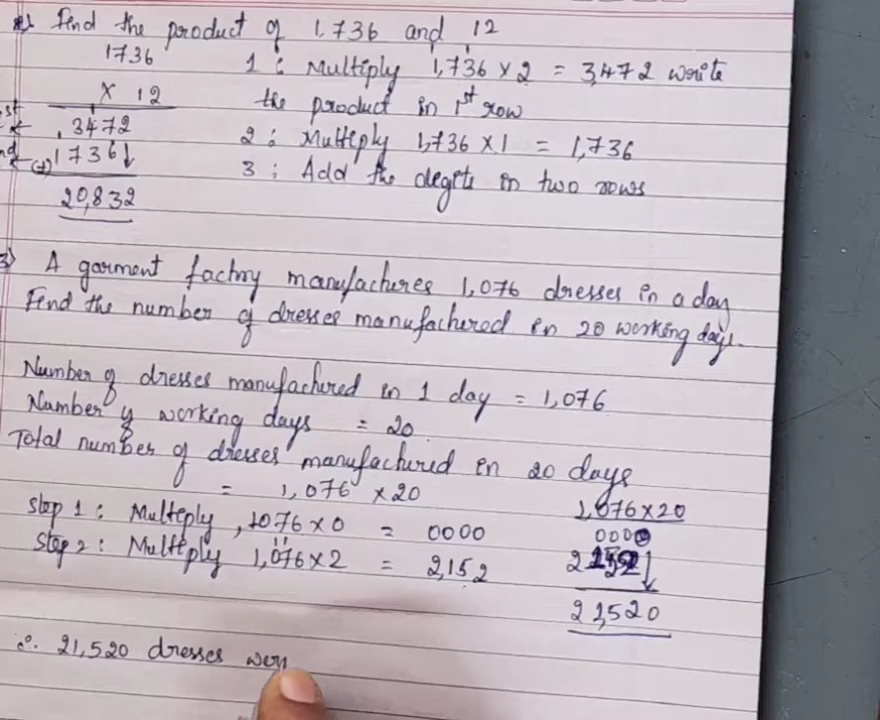 Find the product of 1,736 and 12
1736
× 12
3472
(+) 1736↓
20,832
1 : Multiply 1,736 × 2 = 3,472 write
the product in 1st row
2 : Multiply 1,736 × 1 = 1,736
3 : Add the degits in two rows
3) A garment factory manufactures 1,076 dresses in a day
Find the number of dresses manufactured in 20 working days.
Number of dresses manufactured in 1 day = 1,076
Number of working days = 20
Total number of dresses manufactured in 20 days
= 1,076 × 20
Step 1 : Multiply 1076 × 0 = 0000
Step 2 : Multiply 1,076 × 2 = 2,152
1,076 × 20
0000
↓
21,520
∴ 21,520 dresses wer